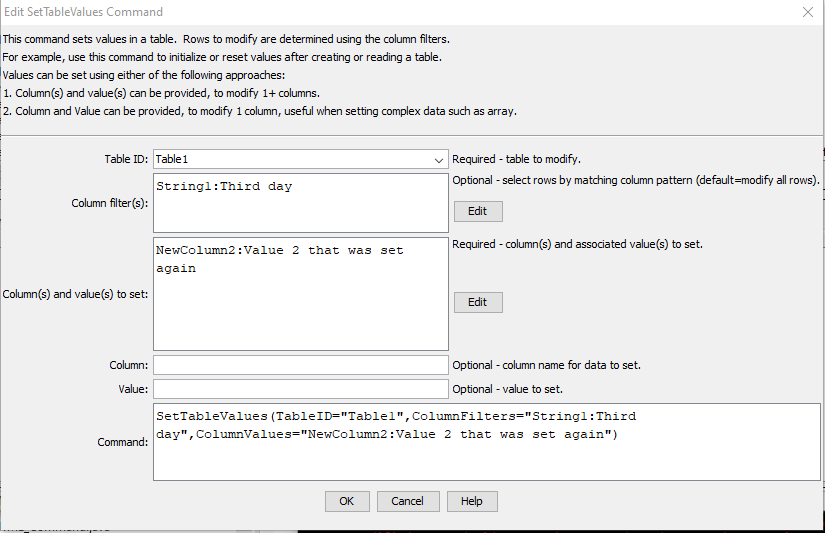 Edit SetTableValues Command
This command sets values in a table.  Rows to modify are determined using the column filters.
For example, use this command to initialize or reset values after creating or reading a table.
Values can be set using either of the following approaches:
1. Column(s) and value(s) can be provided, to modify 1+ columns.
2. Column and Value can be provided, to modify 1 column, useful when setting complex data such as array.
Table ID: Table1 Required - table to modify.
Column filter(s): String1:Third day Optional - select rows by matching column pattern (default=modify all rows).
Edit
Column(s) and value(s) to set: NewColumn2:Value 2 that was set
again
Required - column(s) and associated value(s) to set.
Edit
Column: Optional - column name for data to set.
Value: Optional - value to set.
Command: SetTableValues(TableID="Table1",ColumnFilters="String1:Third
day",ColumnValues="NewColumn2:Value 2 that was set again")
OK Cancel Help